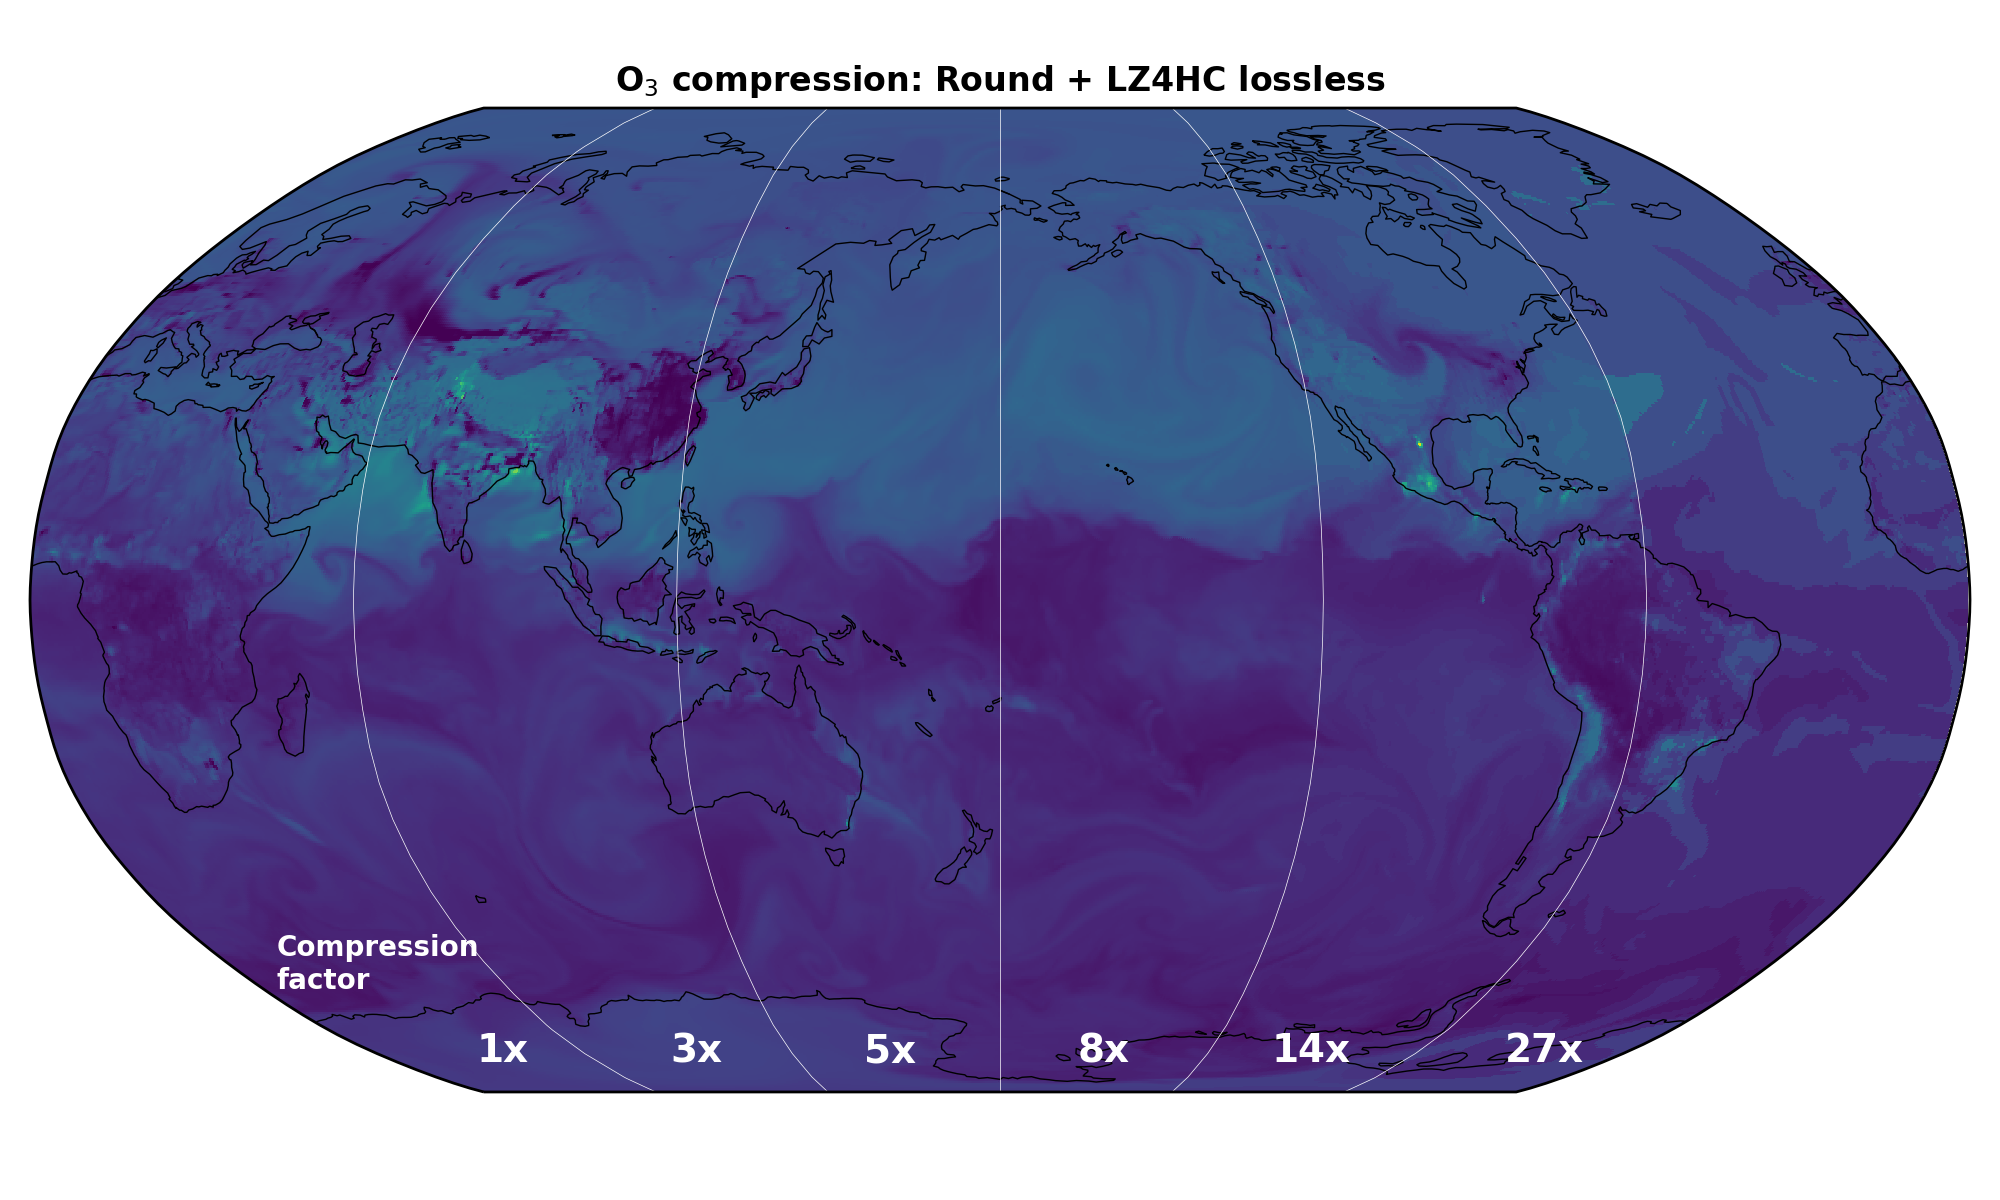 O₃ compression: Round + LZ4HC lossless
Compression
factor
1x 3x 5x 8x 14x 27x